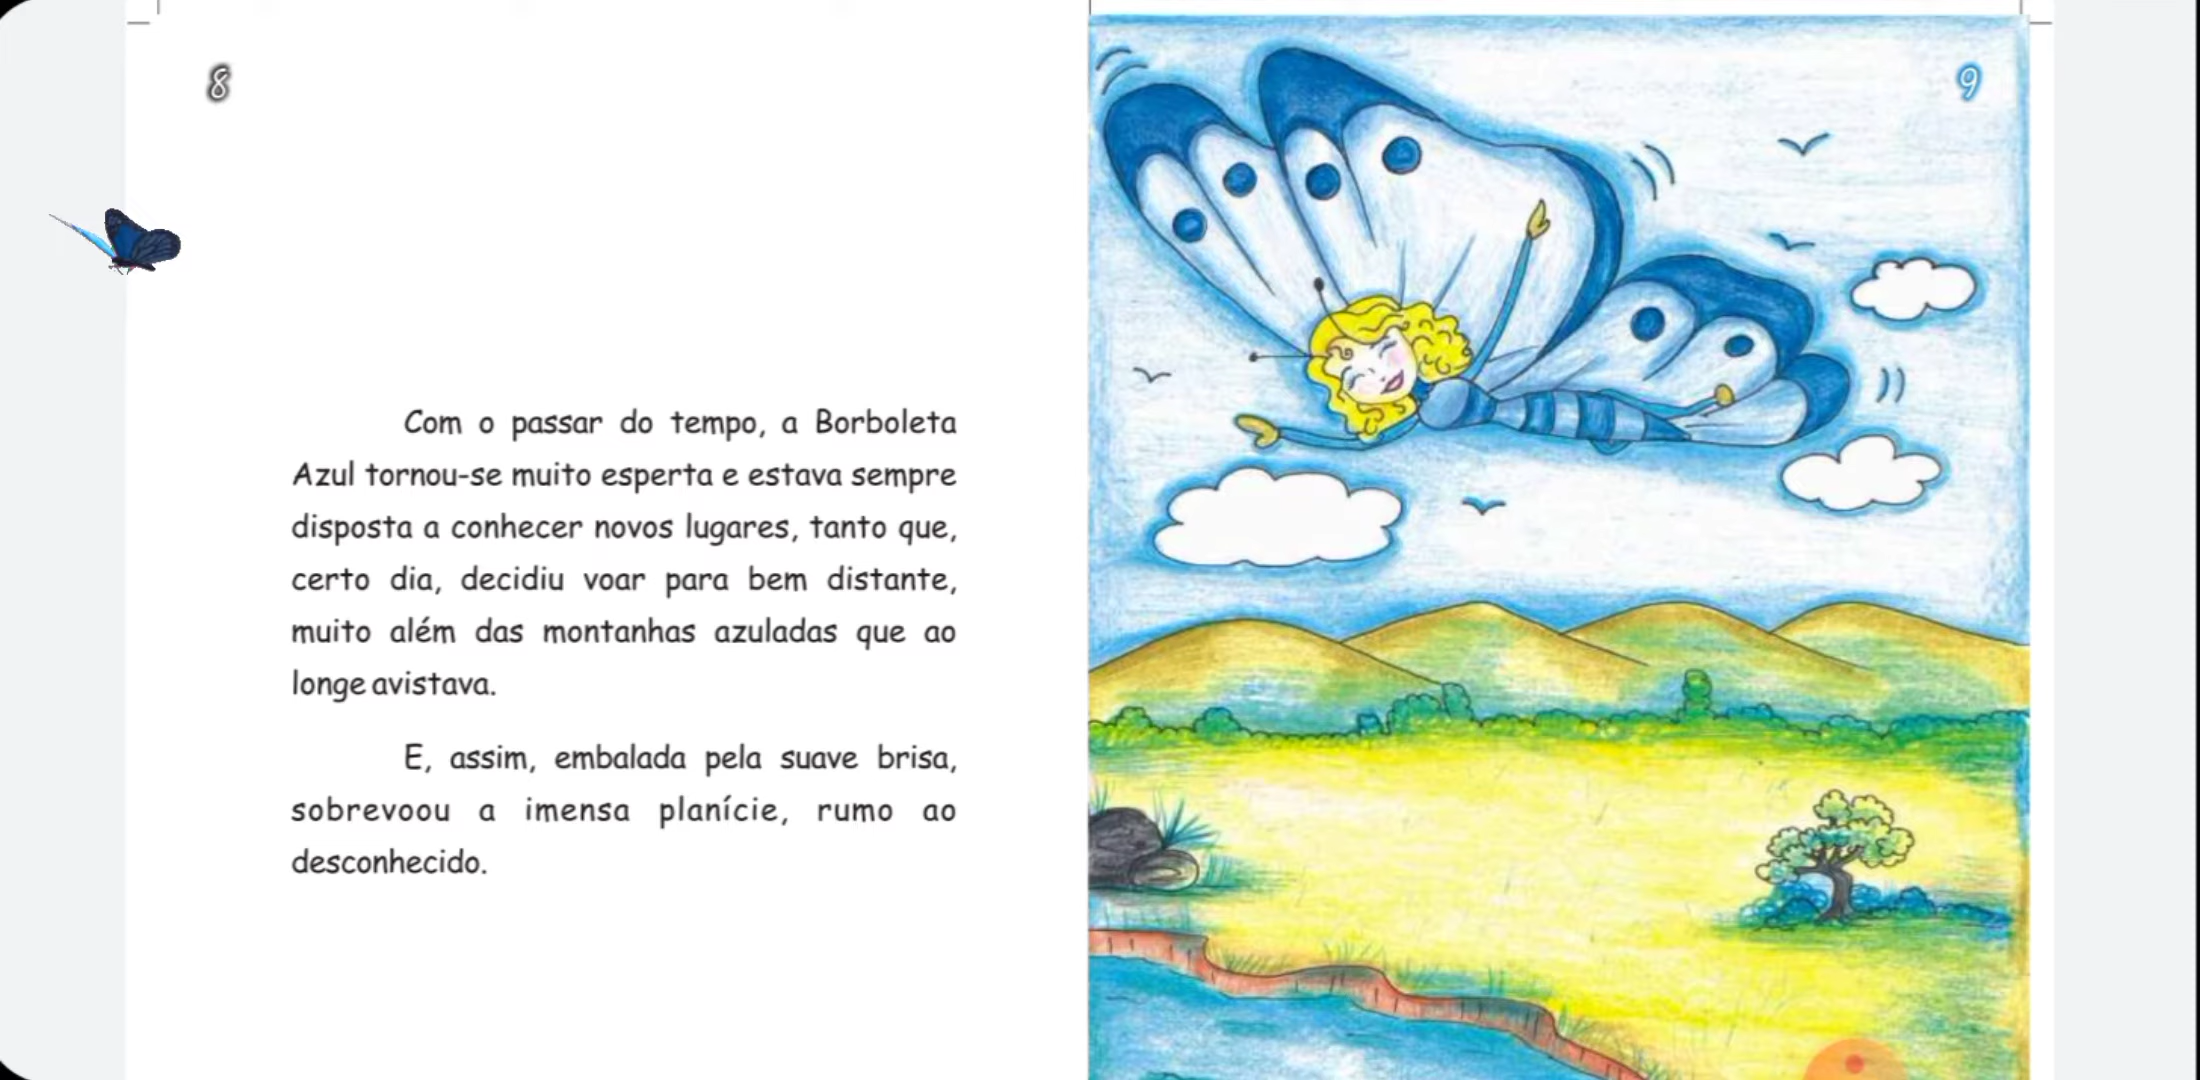 8
9
Com o passar do tempo, a Borboleta
Azul tornou-se muito esperta e estava sempre
disposta a conhecer novos lugares, tanto que,
certo dia, decidiu voar para bem distante,
muito além das montanhas azuladas que ao
longe avistava.
E, assim, embalada pela suave brisa,
sobrevoou a imensa planície, rumo ao
desconhecido.